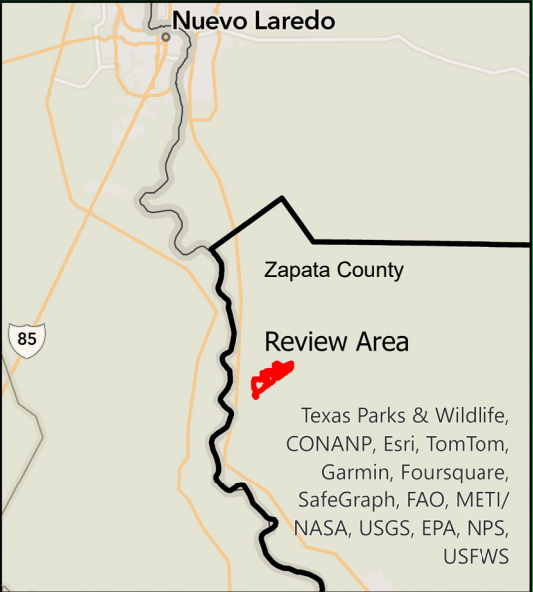 Nuevo Laredo
Zapata County
85
Review Area
Texas Parks & Wildlife,
CONANP, Esri, TomTom,
Garmin, Foursquare,
SafeGraph, FAO, METI/
NASA, USGS, EPA, NPS,
USFWS